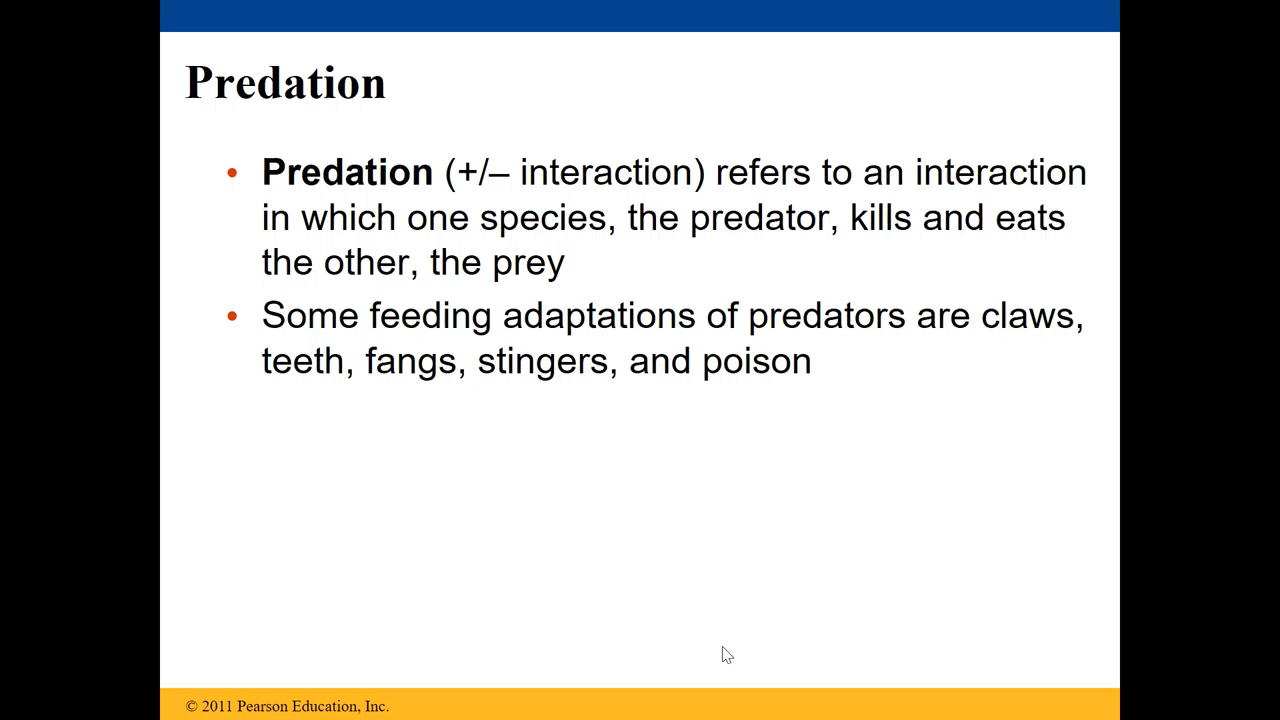 Predation
• Predation (+/– interaction) refers to an interaction
in which one species, the predator, kills and eats
the other, the prey
• Some feeding adaptations of predators are claws,
teeth, fangs, stingers, and poison
© 2011 Pearson Education, Inc.